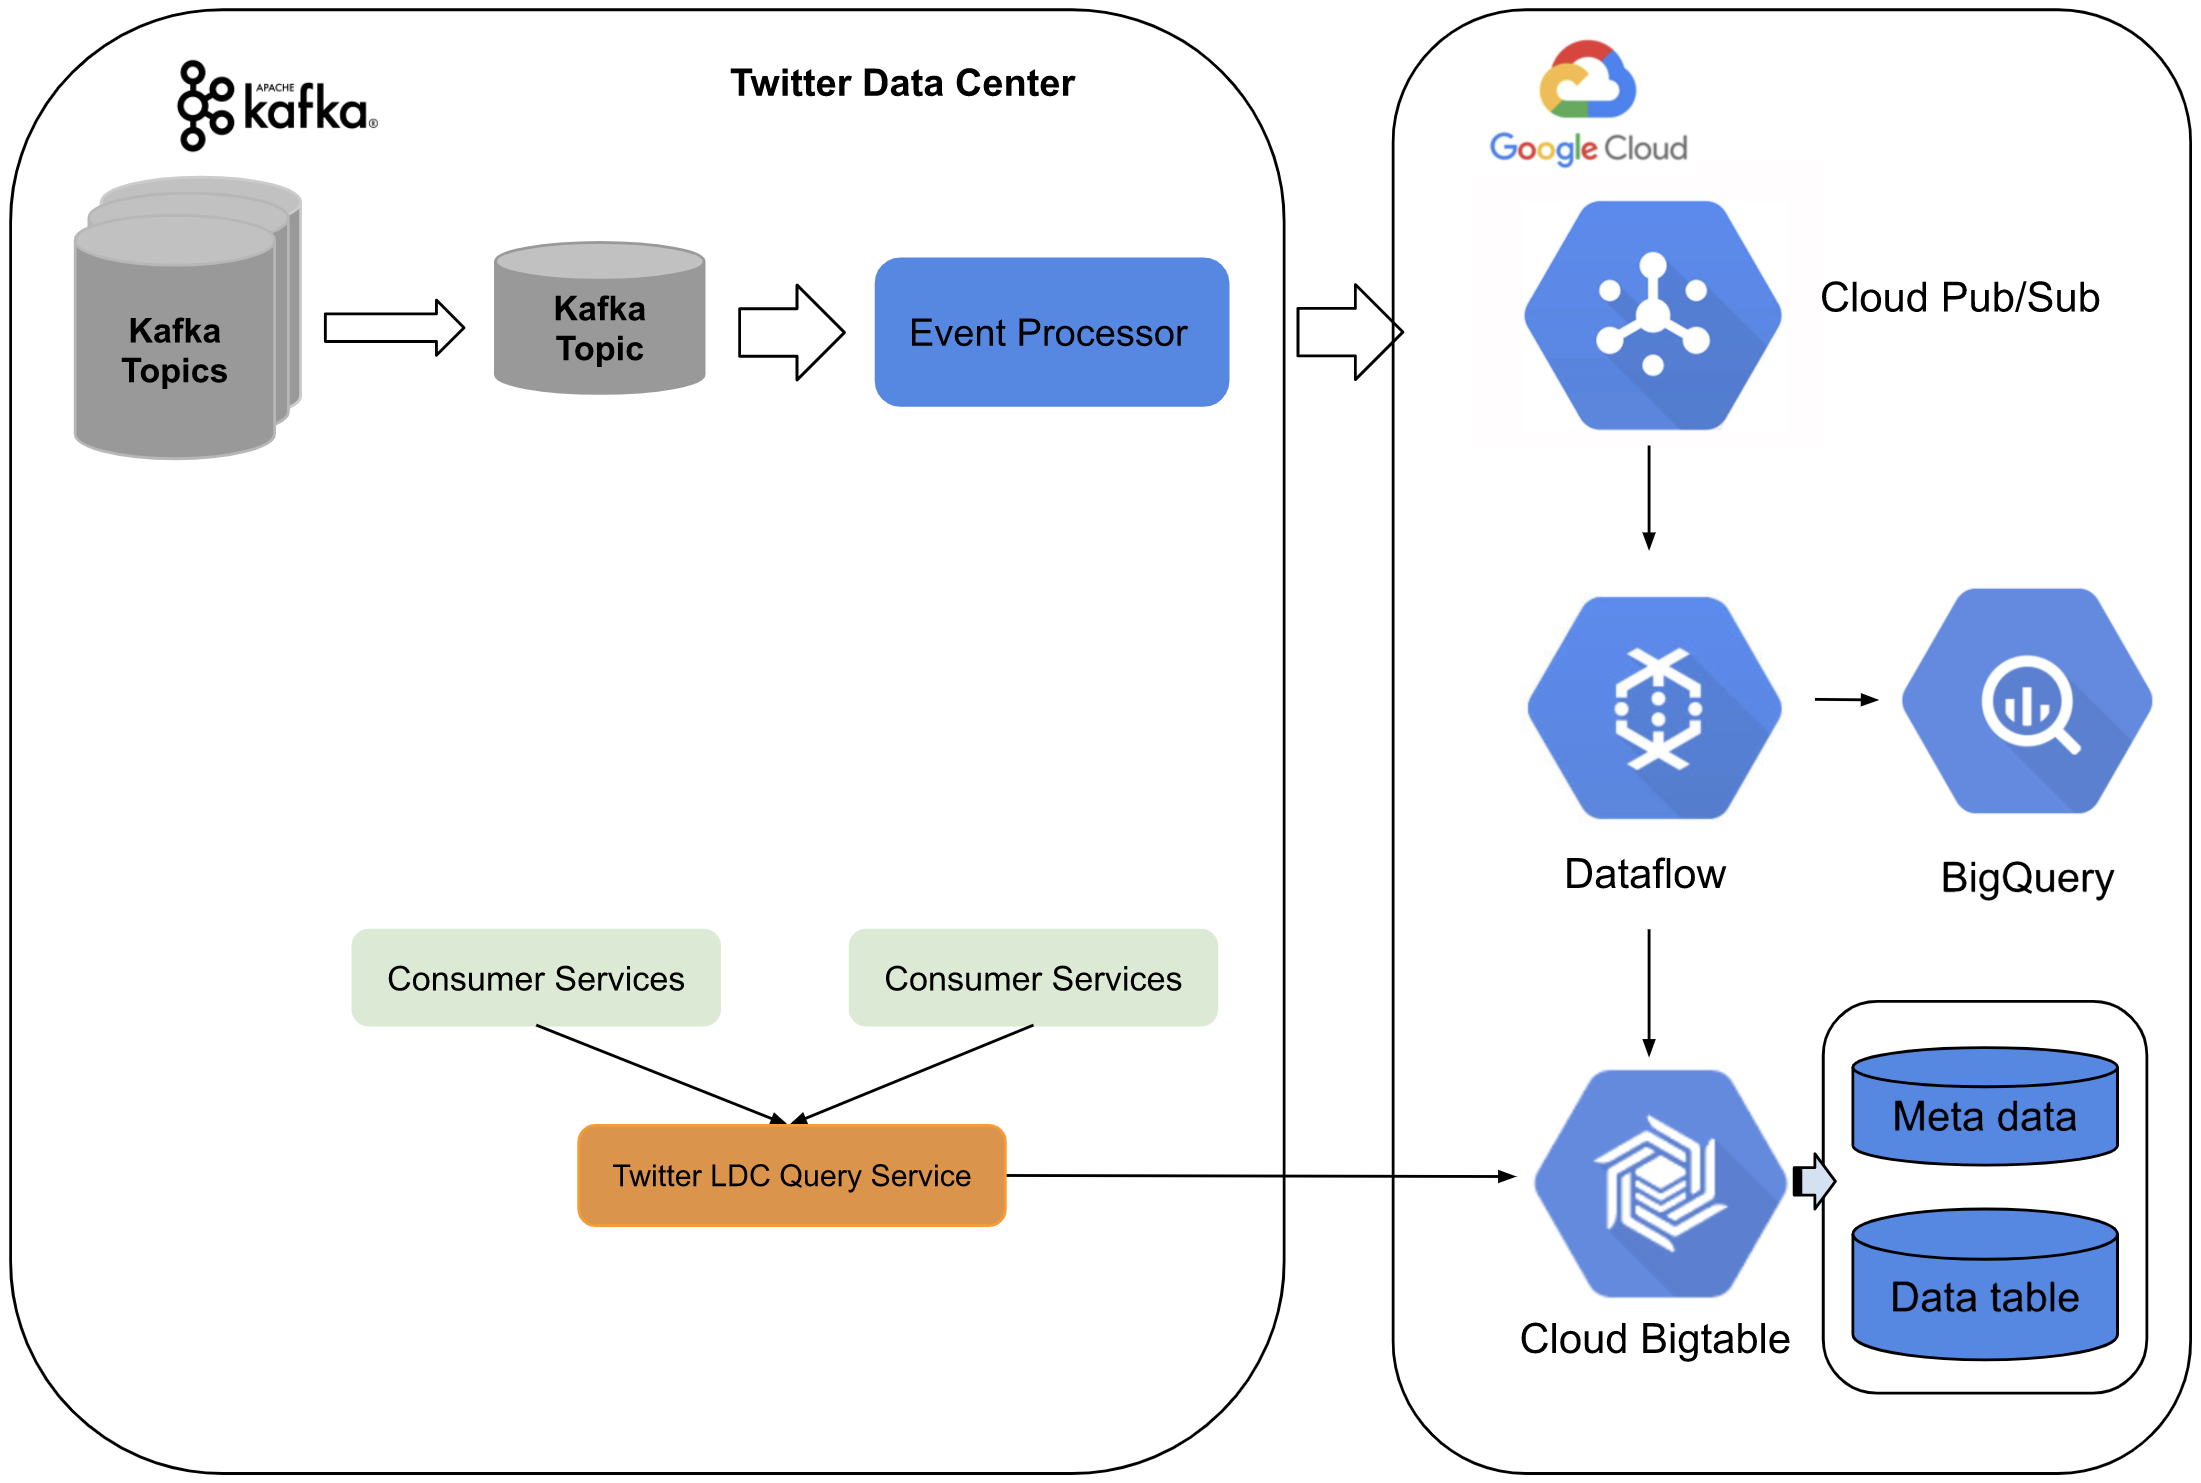 APACHE
kafka®
Twitter Data Center
Google Cloud
Kafka
Topics
Kafka
Topic
Event Processor
Cloud Pub/Sub
Dataflow
BigQuery
Consumer Services
Consumer Services
Twitter LDC Query Service
Meta data
Data table
Cloud Bigtable